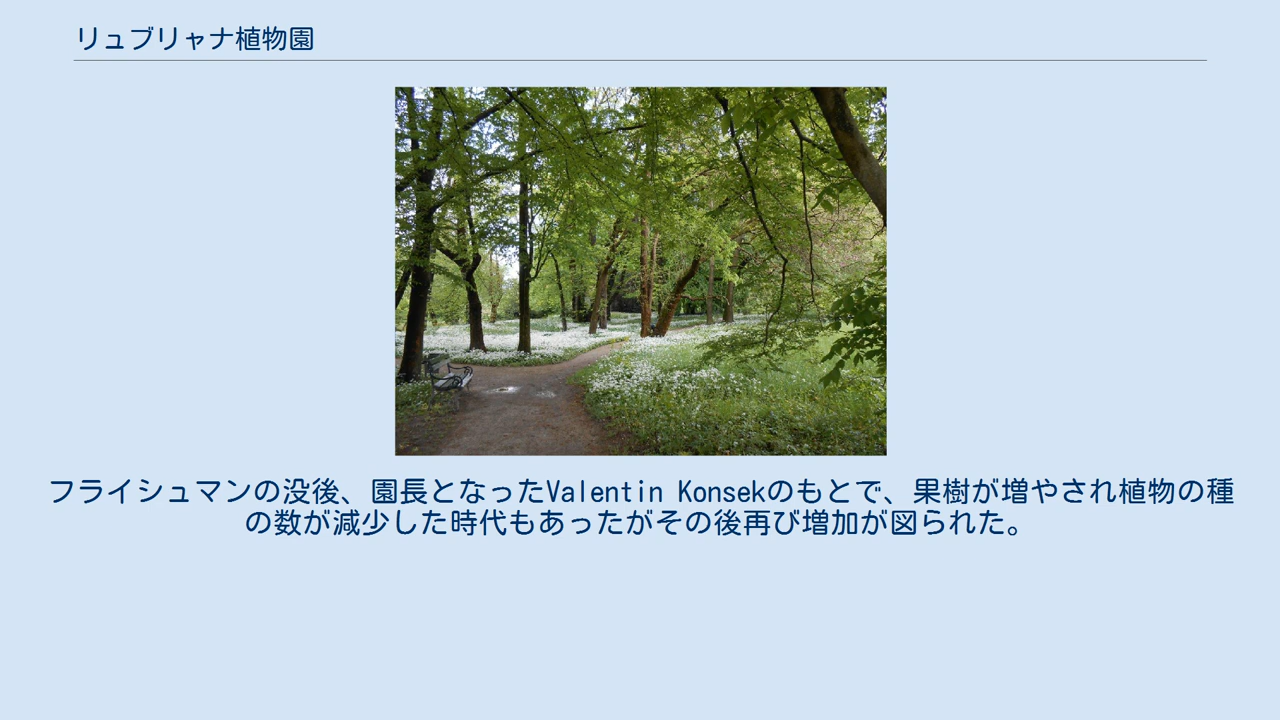 リュブリャナ植物園
フライシュマンの没後、園長となったValentin Konsekのもとで、果樹が増やされ植物の種
の数が減少した時代もあったがその後再び増加が図られた。